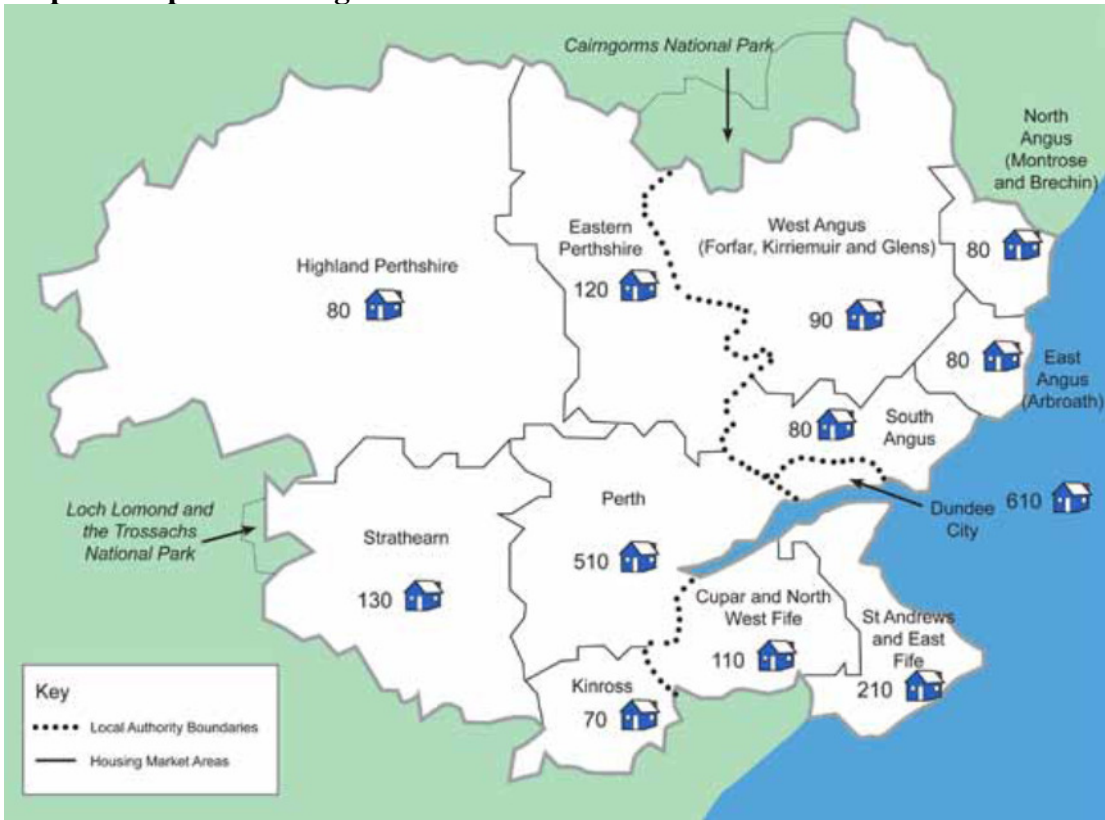 Cairngorms National Park
North
Angus
(Montrose
and Brechin)
Eastern
Perthshire
120
West Angus
(Forfar, Kirriemuir and Glens)
90
80
Highland Perthshire
80
80
East
Angus
(Arbroath)
80
South
Angus
Dundee
City
610
Loch Lomond and
the Trossachs
National Park
Strathearn
130
Perth
510
Cupar and North
West Fife
110
St Andrews
and East
Fife
210
Kinross
70
Key
Local Authority Boundaries
Housing Market Areas